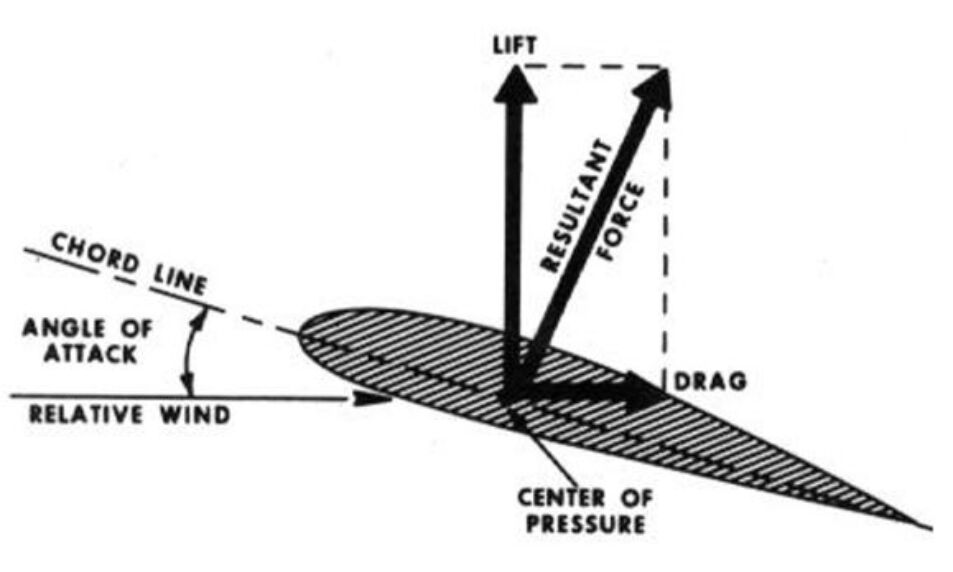 LIFT
RESULTANT
FORCE
CHORD LINE
ANGLE OF
ATTACK
DRAG
RELATIVE WIND
CENTER OF
PRESSURE